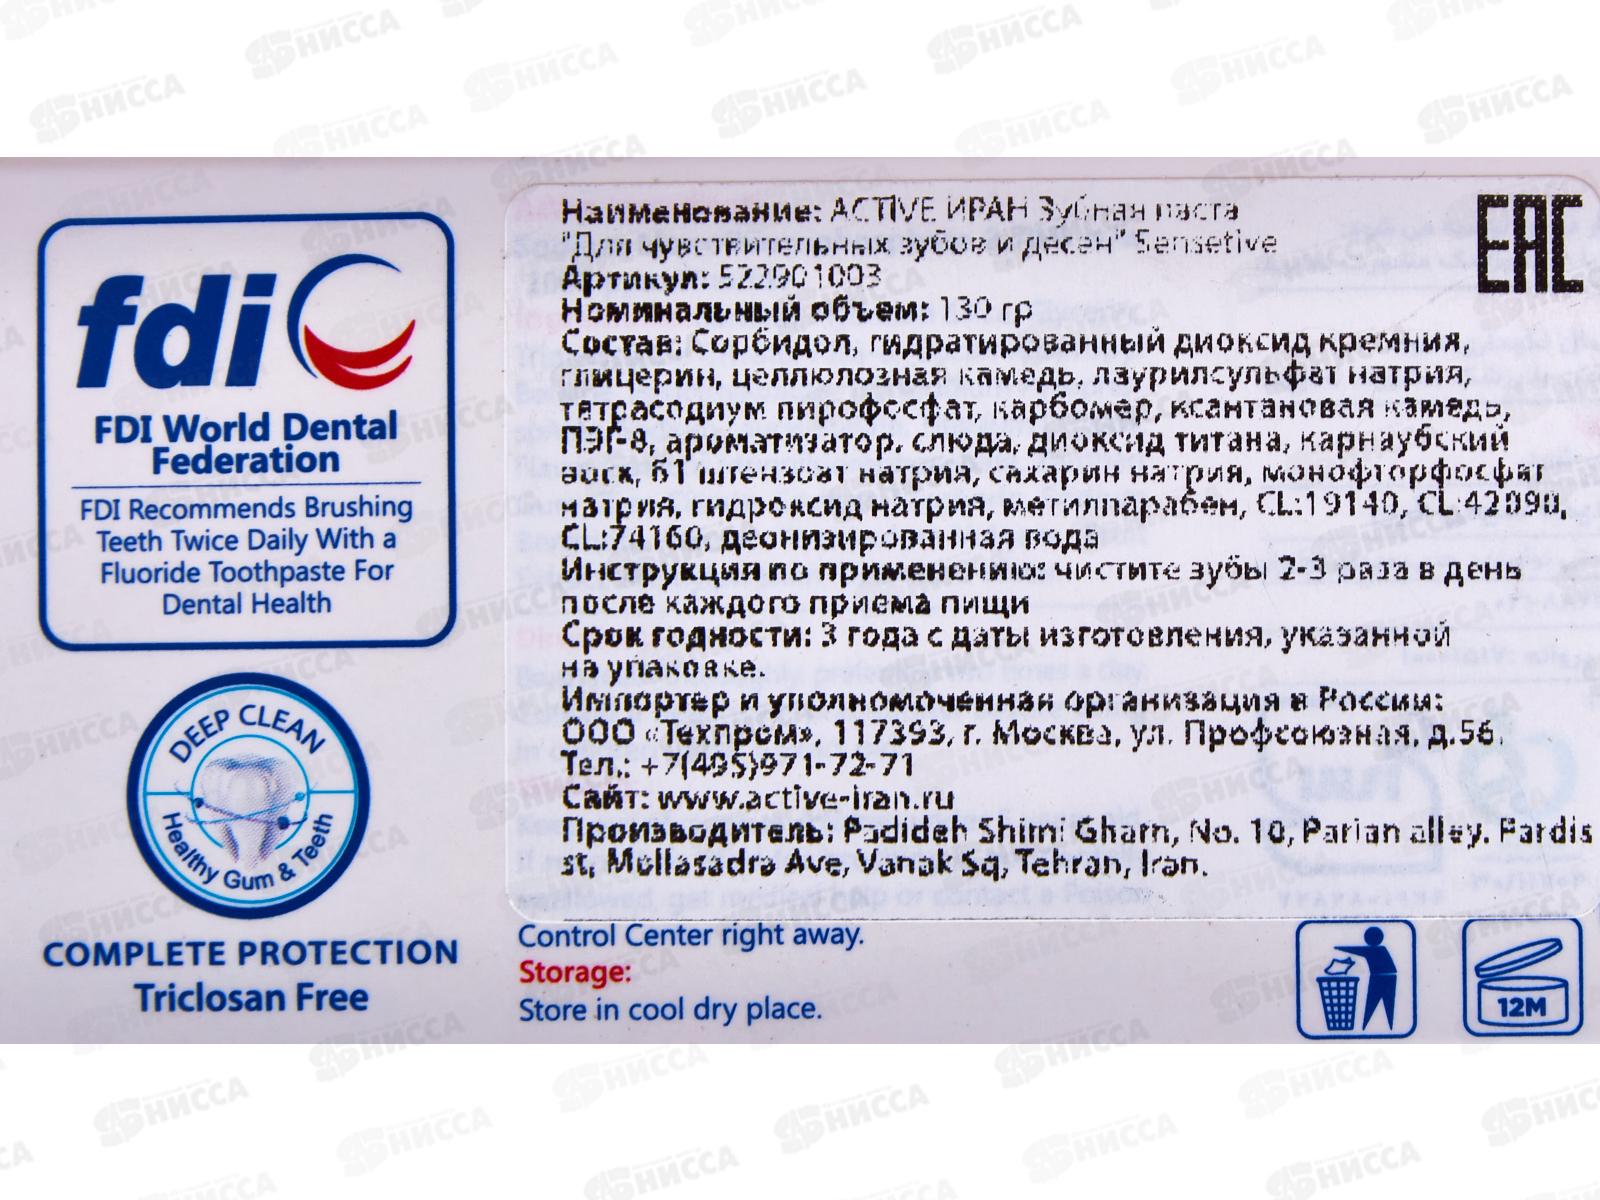 fdi
FDI World Dental
Federation
FDI Recommends Brushing
Teeth Twice Daily With a
Fluoride Toothpaste For
Dental Health
DEEP CLEAN
Healthy Gum & Teeth
COMPLETE PROTECTION
Triclosan Free
EAC
Наименование: ACTIVE ИРАН Зубная паста
"Для чувствительных зубов и десен" Sensetive
Артикул: 522901003
Номинальный объем: 130 гр
Состав: Сорбидол, гидратированный диоксид кремния,
глицерин, целлюлозная камедь, лаурилсульфат натрия,
тетрасодиум пирофосфат, карбомер, ксантановая камедь,
ПЭГ-8, ароматизатор, слюда, диоксид титана, карнаубский
воск, натрия, сахарин натрия, монофторфосфат
натрия, гидроксид натрия, метилпарабен, CL:19140, CL:42090,
CL:74160, деонизированная вода
Инструкция по применению: чистите зубы 2-3 раза в день
после каждого приема пищи
Срок годности: 3 года с даты изготовления, указанной
на упаковке.
Импортер и уполномоченная организация в России:
ООО «Техпром», 117393, г. Москва, ул. Профсоюзная, д.56
Тел.: +7(495)971-72-71
Сайт: www.active-iran.ru
Производитель: Padideh Shimi Gharn, No. 10, Parian alley. Pardis
st, Mollasadra Ave, Vanak Sq, Tehran, Iran.
Control Center right away.
Storage:
Store in cool dry place.
12M
АБНИССА